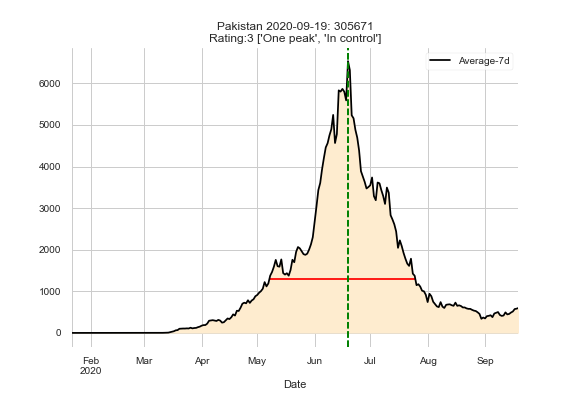 Pakistan 2020-09-19: 305671
Rating:3 ['One peak', 'In control']
Average-7d
6000
5000
4000
3000
2000
1000
0
Feb Mar Apr May Jun Jul Aug Sep
2020
Date